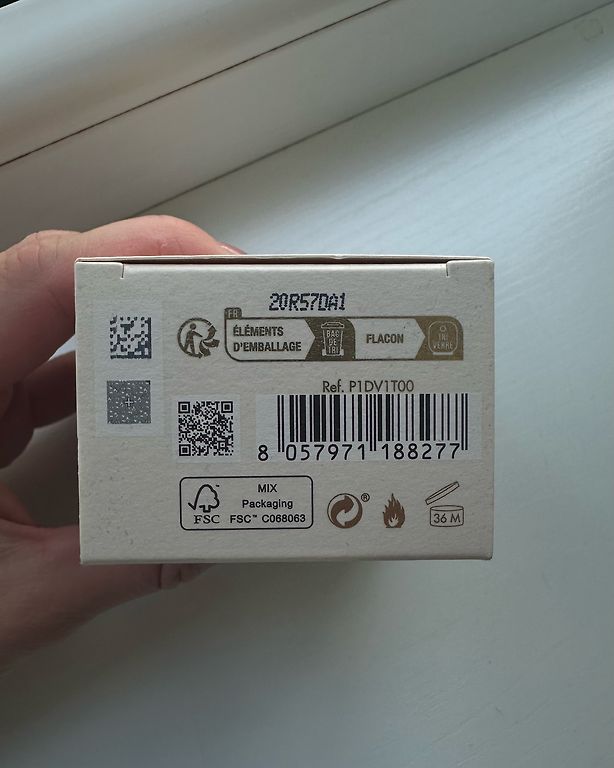 20R57DA1
FR
ÉLÉMENTS
D'EMBALLAGE
BAC
DE
TRI
FLACON
TRI
VERRE
Ref. P1DV1T00
8 057971 188277
MIX
Packaging
FSC™ C068063
FSC
®
36 M